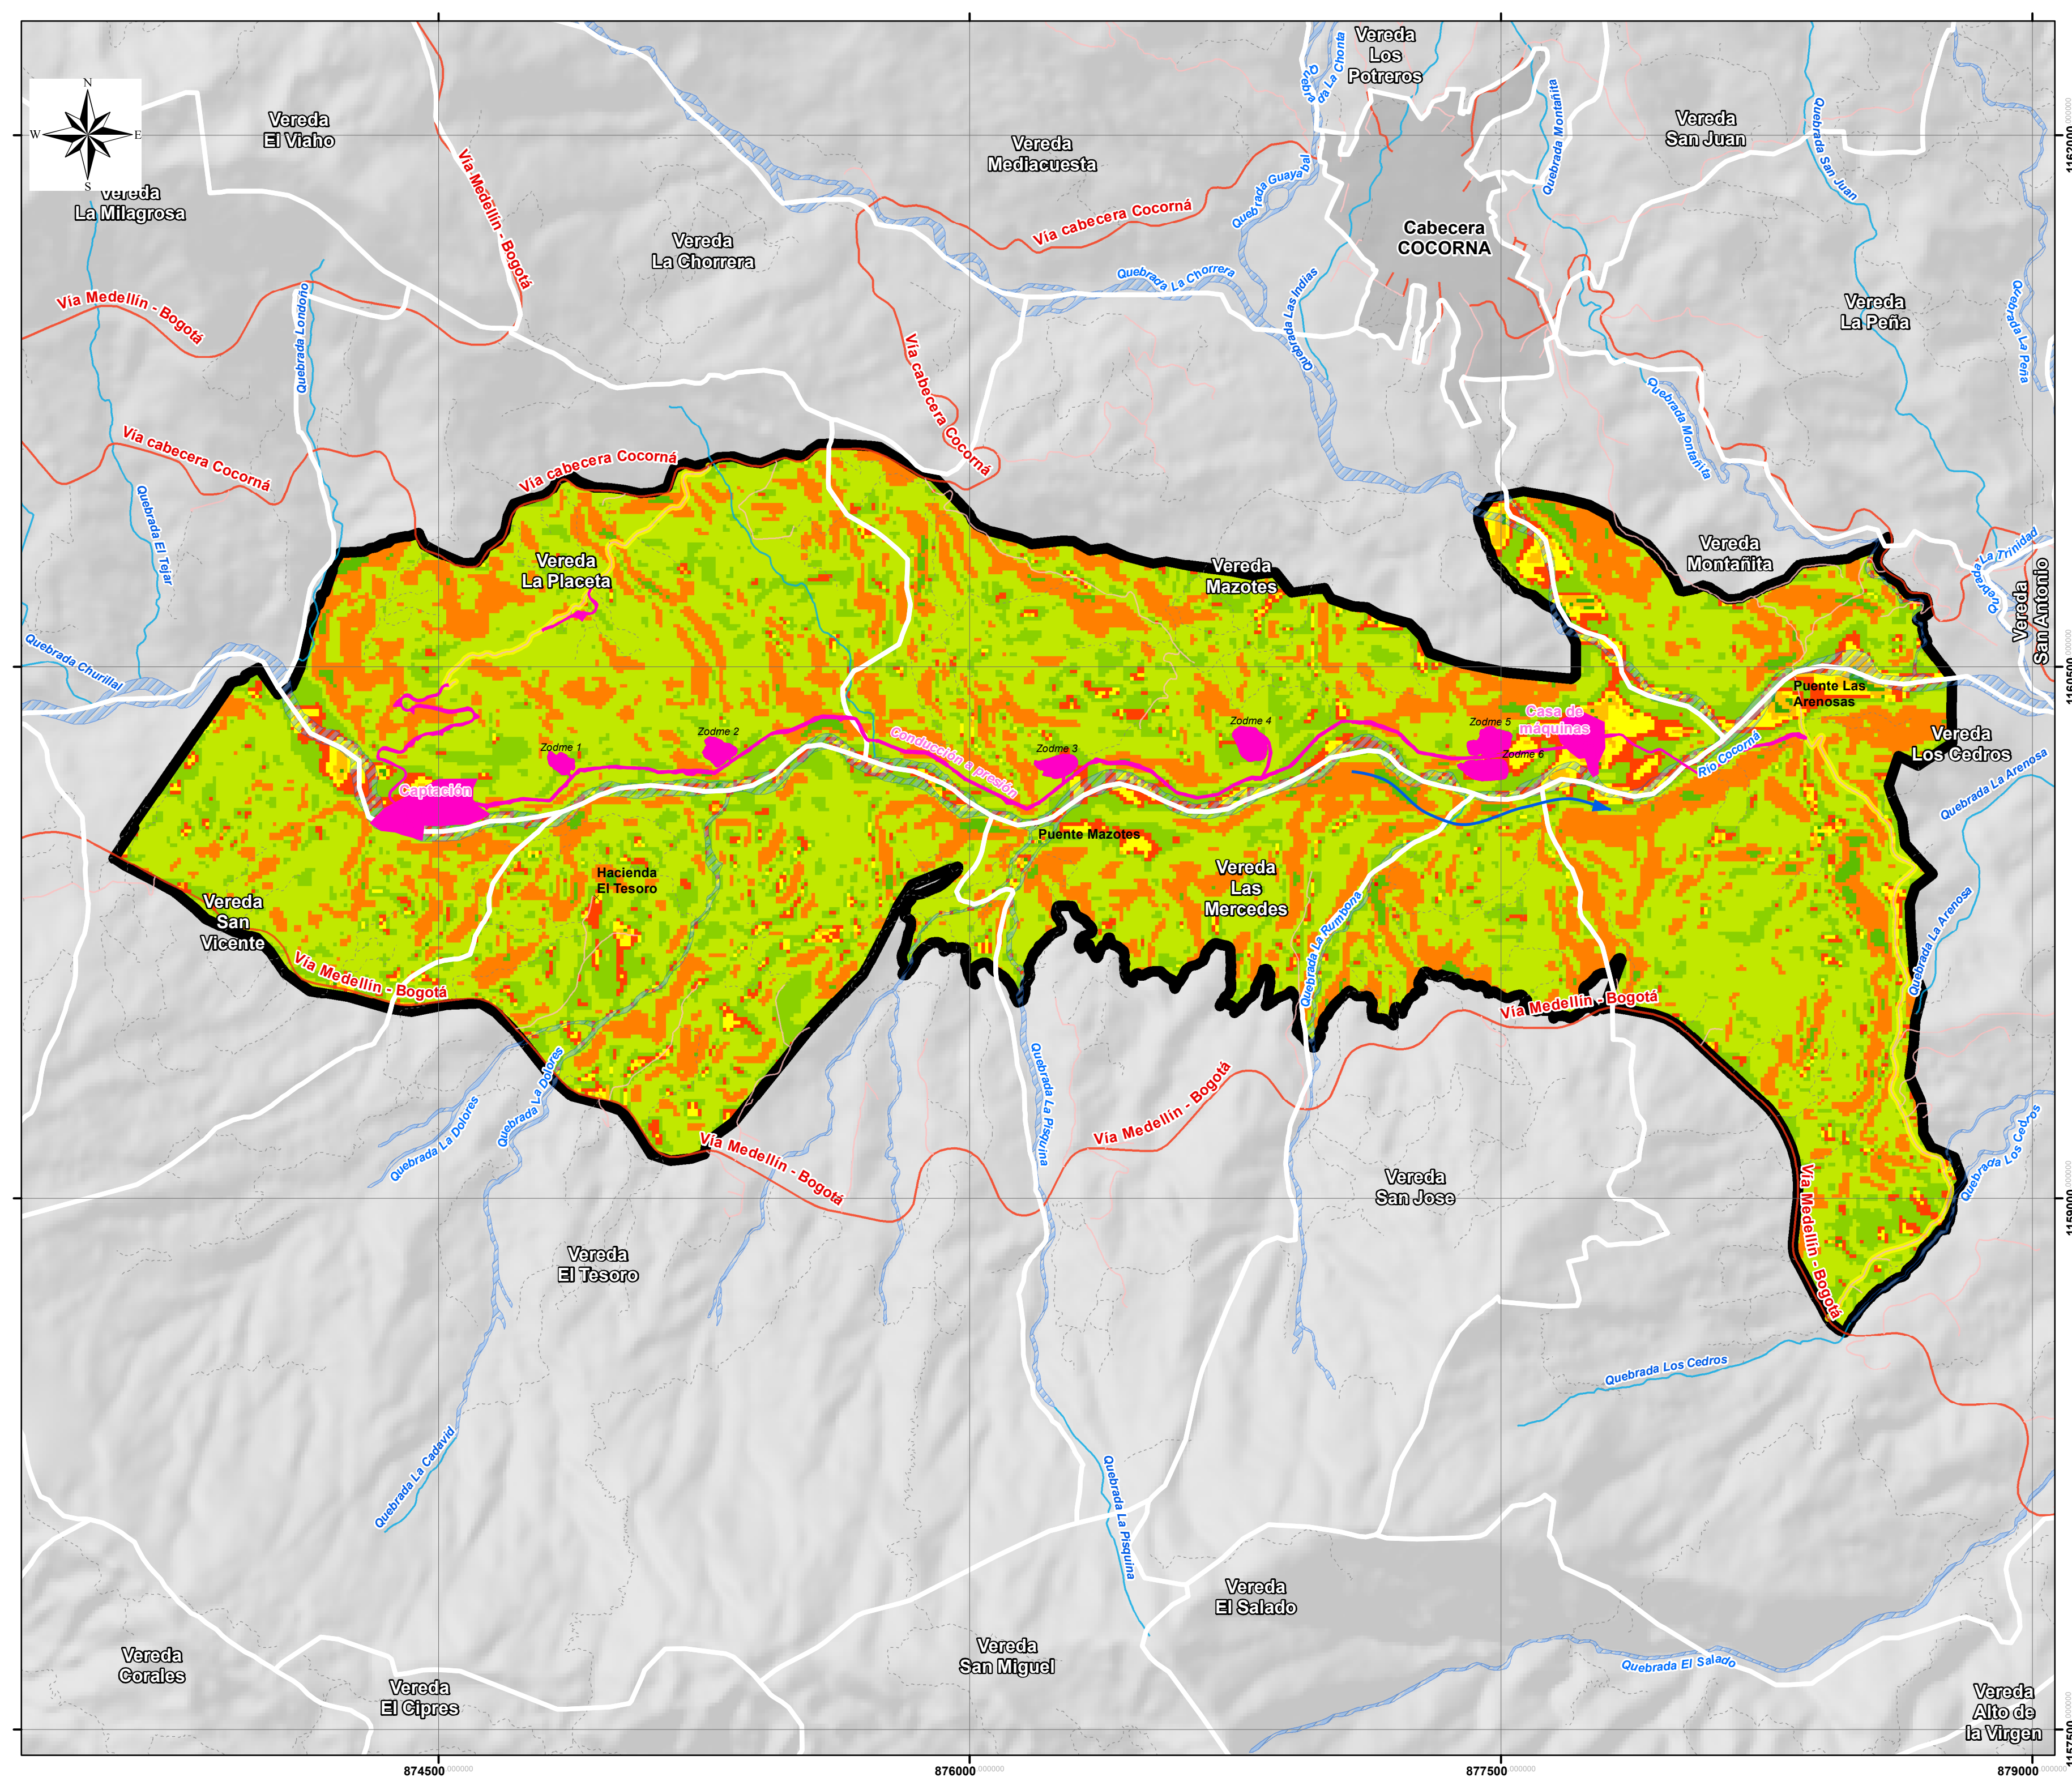 Vereda
Los
Potreros
Quebrada La Chonta
Quebrada Montañita
Quebrada San Juan
Vereda
San Juan
Vereda
El Viaho
N
W
E
S
Vereda
La Milagrosa
Vereda
Mediacuesta
Quebrada Guayabal
Vía Medellín - Bogotá
Vía cabecera Cocorná
Cabecera
COCORNA
Vereda
La Chorrera
Quebrada La Chorrera
Quebrada Las Indias
Vía Medellín - Bogotá
Quebrada Londoño
Vereda
La Peña
Quebrada La Peña
Vía cabecera Cocorná
Quebrada Montañita
Vía cabecera Cocorná
Vía cabecera Cocorná
Quebrada El Tejar
Vereda
La Placeta
Vereda
Mazotes
Vereda
Montañita
Quebrada La Trinidad
Vereda
San Antonio
Quebrada Churillal
Puente Las
Arenosas
Zodme 1
Zodme 2
Zodme 3
Zodme 4
Zodme 5
Zodme 6
Casa de
máquinas
Conducción a presión
Captación
Rio Cocorná
Vereda
Los Cedros
Quebrada La Arenosa
Puente Mazotes
Hacienda
El Tesoro
Vereda
Las
Mercedes
Vereda
San
Vicente
Quebrada La Rumbona
Quebrada La Arenosa
Vía Medellín - Bogotá
Vía Medellín - Bogotá
Quebrada La Dolores
Quebrada La Dolores
Quebrada La Pisquina
Vía Medellín - Bogotá
Vía Medellín - Bogotá
Quebrada Los Cedros
Vereda
San Jose
Vía Medellín - Bogotá
Vereda
El Tesoro
Quebrada Los Cedros
Quebrada La Cadavid
Quebrada La Pisquina
Vereda
El Salado
Vereda
San Miguel
Quebrada El Salado
Vereda
Corales
Vereda
El Cipres
Vereda
Alto de
la Virgen
874500,000000
876000,000000
877500,000000
879000,000000